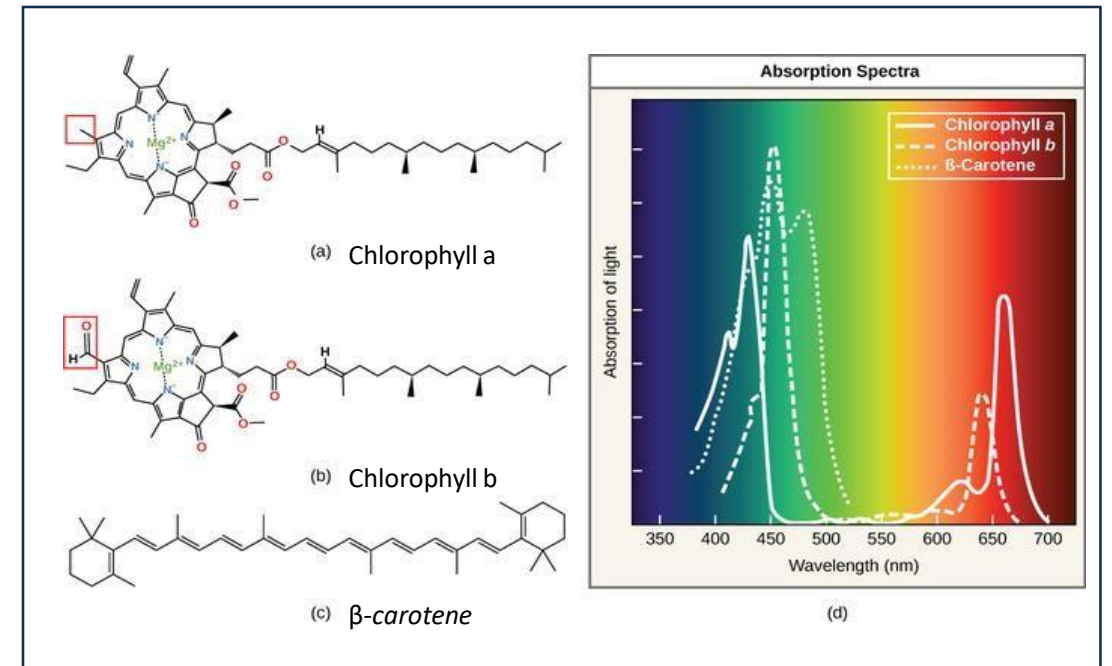 N
N
N
N⁻
Mg²⁺
O
O
H
O
O
O
(a) Chlorophyll a
O
H
N⁻
N
N
N⁻
Mg²⁺
O
O
H
O
O
O
(b) Chlorophyll b
(c) β-carotene
Absorption Spectra
Chlorophyll a
Chlorophyll b
ß-Carotene
Absorption of light
350 400 450 500 550 600 650 700
Wavelength (nm)
(d)